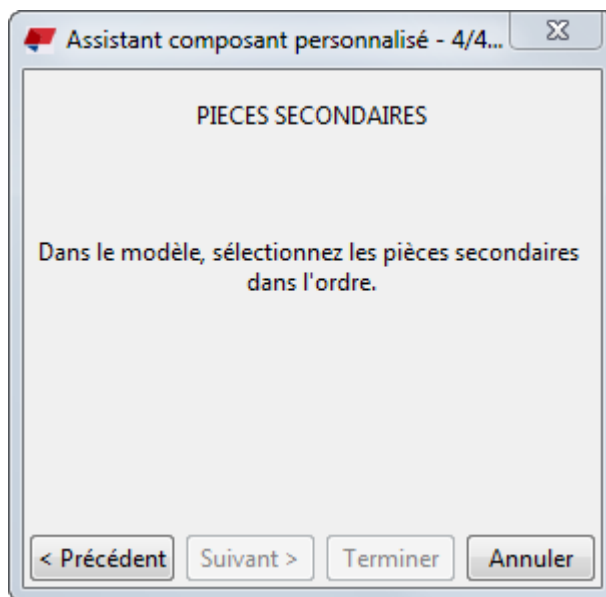 Assistant composant personnalisé - 4/4...
PIECES SECONDAIRES
Dans le modèle, sélectionnez les pièces secondaires
dans l'ordre.
< Précédent Suivant > Terminer Annuler